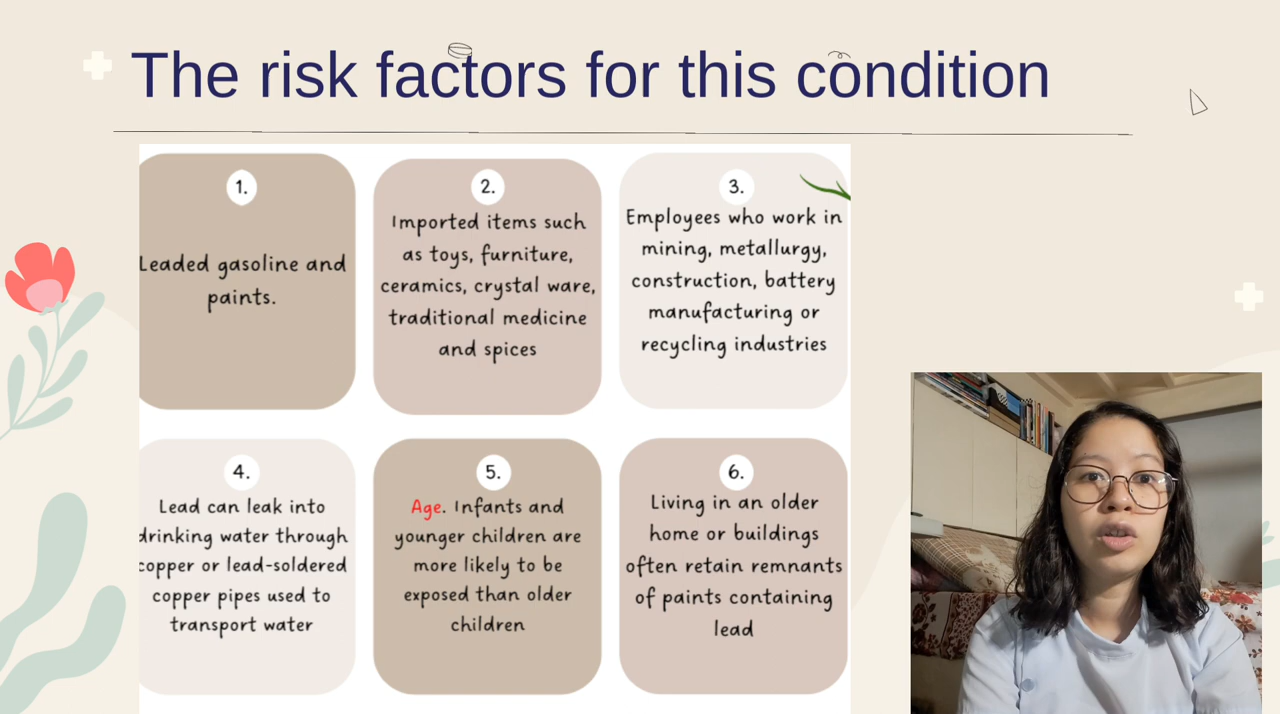 The risk factors for this condition
1.
Leaded gasoline and
paints.
2.
Imported items such
as toys, furniture,
ceramics, crystal ware,
traditional medicine
and spices
3.
Employees who work in
mining, metallurgy,
construction, battery
manufacturing or
recycling industries
4.
Lead can leak into
drinking water through
copper or lead-soldered
copper pipes used to
transport water
5.
Age. Infants and
younger children are
more likely to be
exposed than older
children
6.
Living in an older
home or buildings
often retain remnants
of paints containing
lead